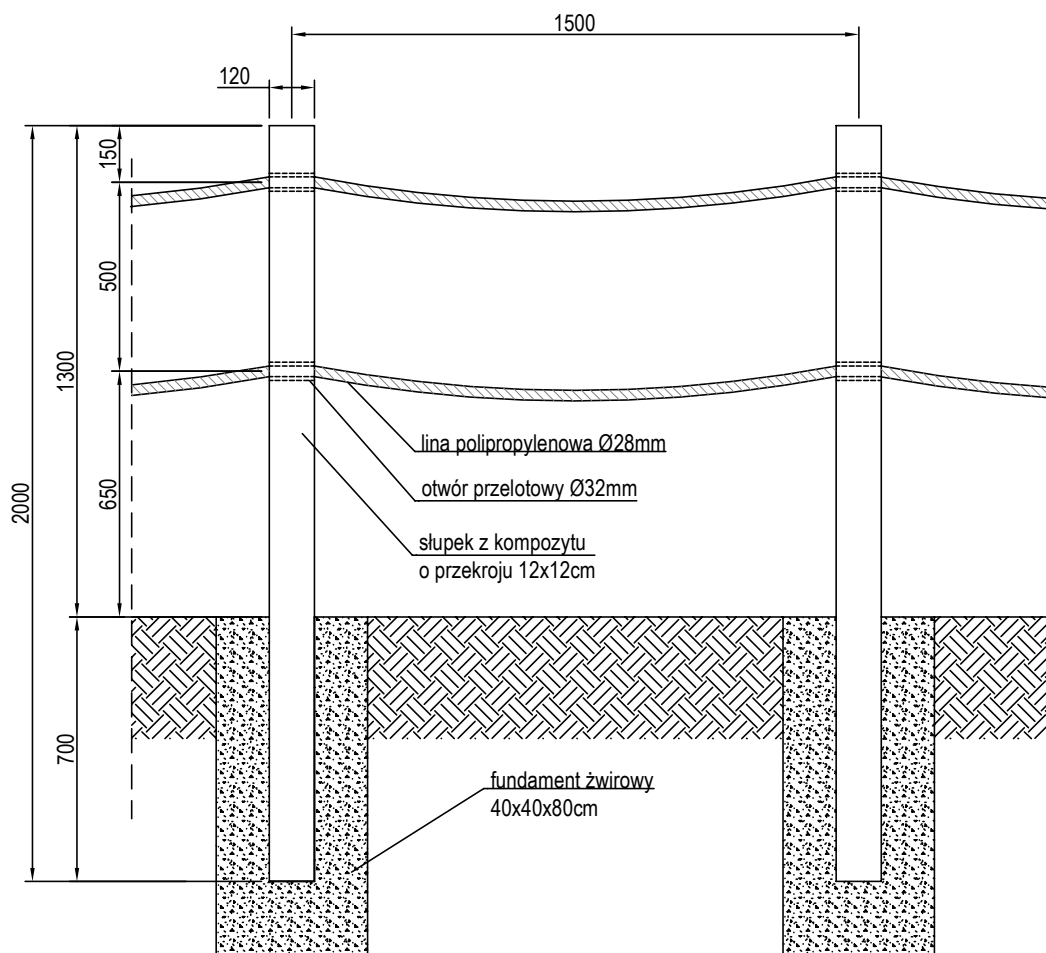 1500
120
150
500
1300
650
2000
700
lina polipropylenowa Ø28mm
otwór przelotowy Ø32mm
słupek z kompozytu
o przekroju 12x12cm
fundament żwirowy
40x40x80cm